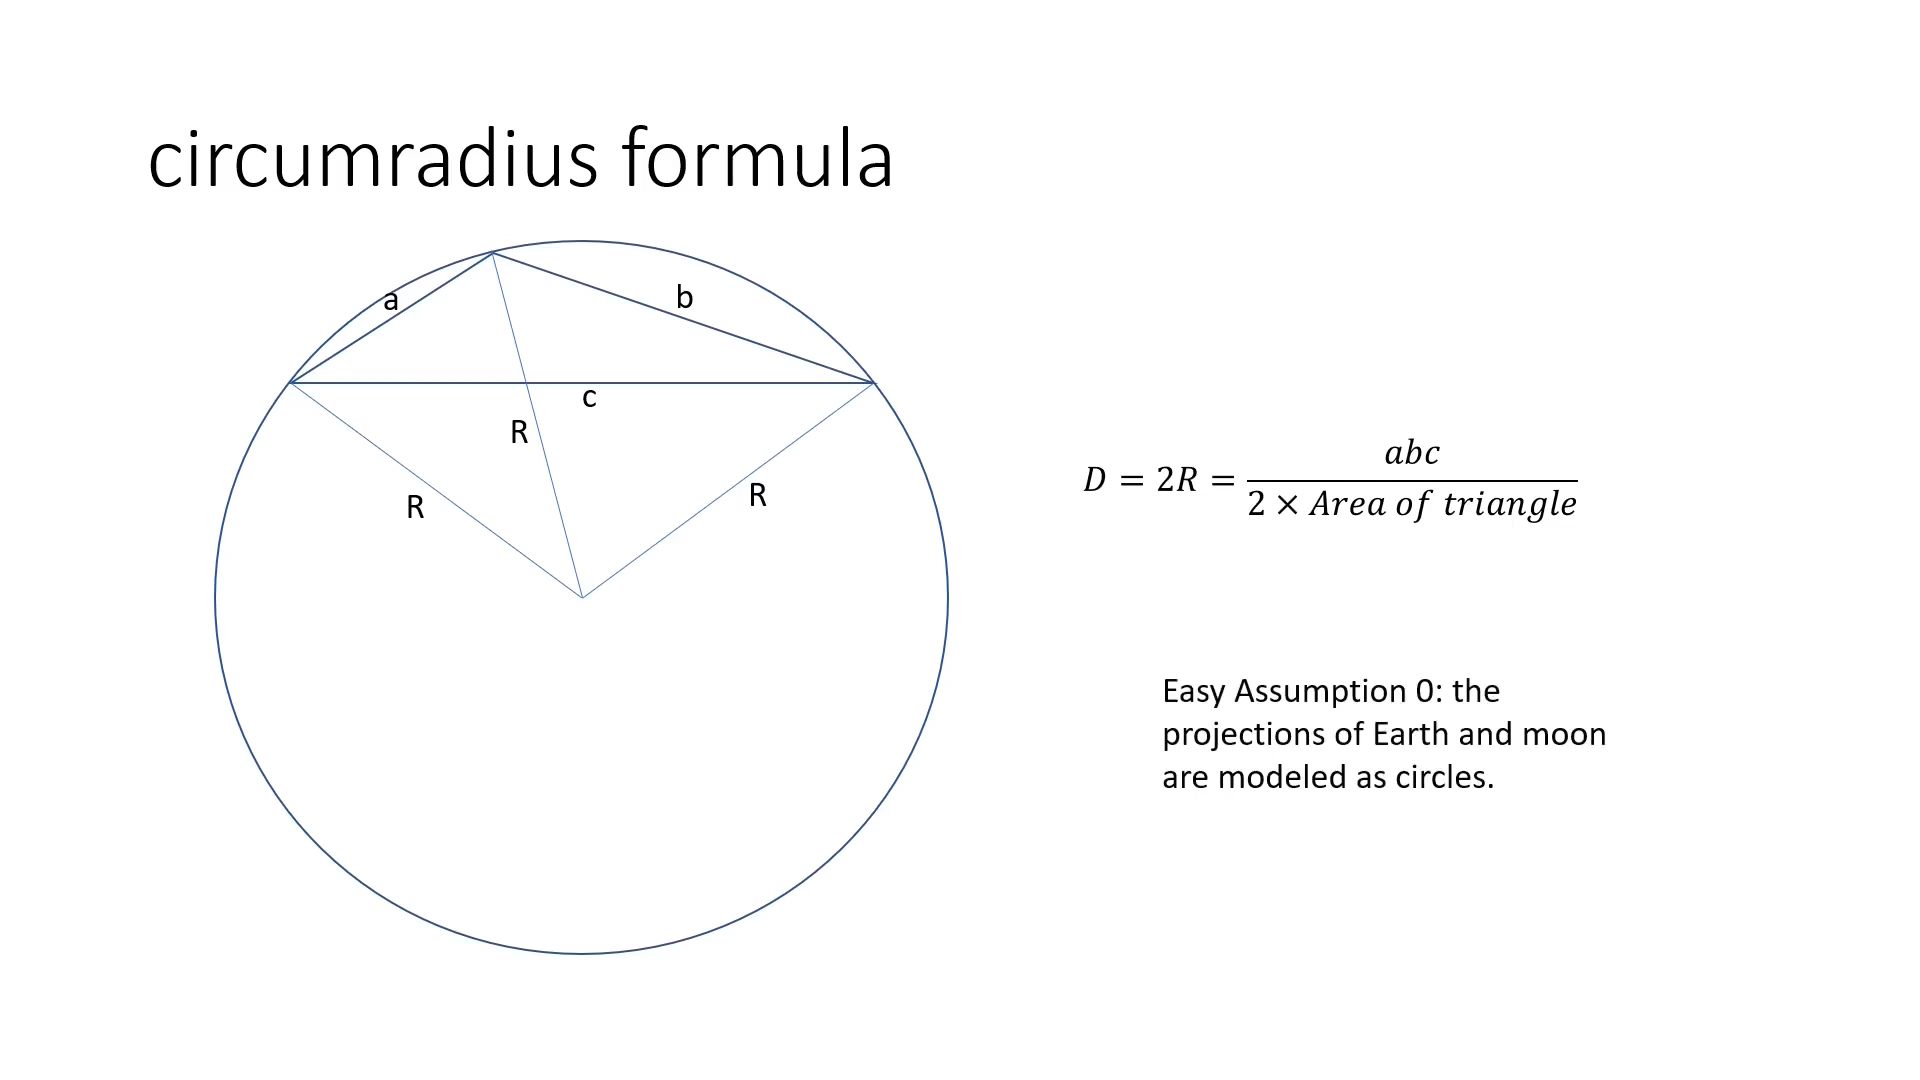 circumradius formula
a
b
c
R
R
R
D = 2R = abc / 2 × Area of triangle
Easy Assumption 0: the
projections of Earth and moon
are modeled as circles.